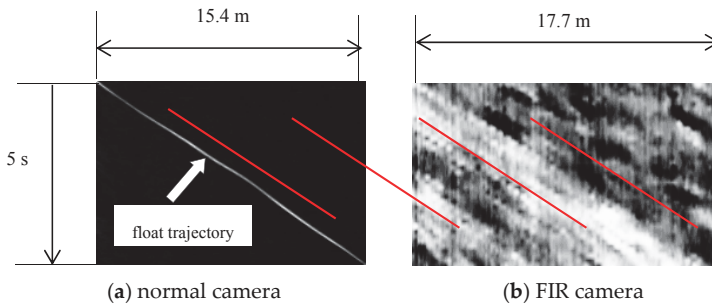 15.4 m
17.7 m
5 s
float trajectory
(a) normal camera
(b) FIR camera